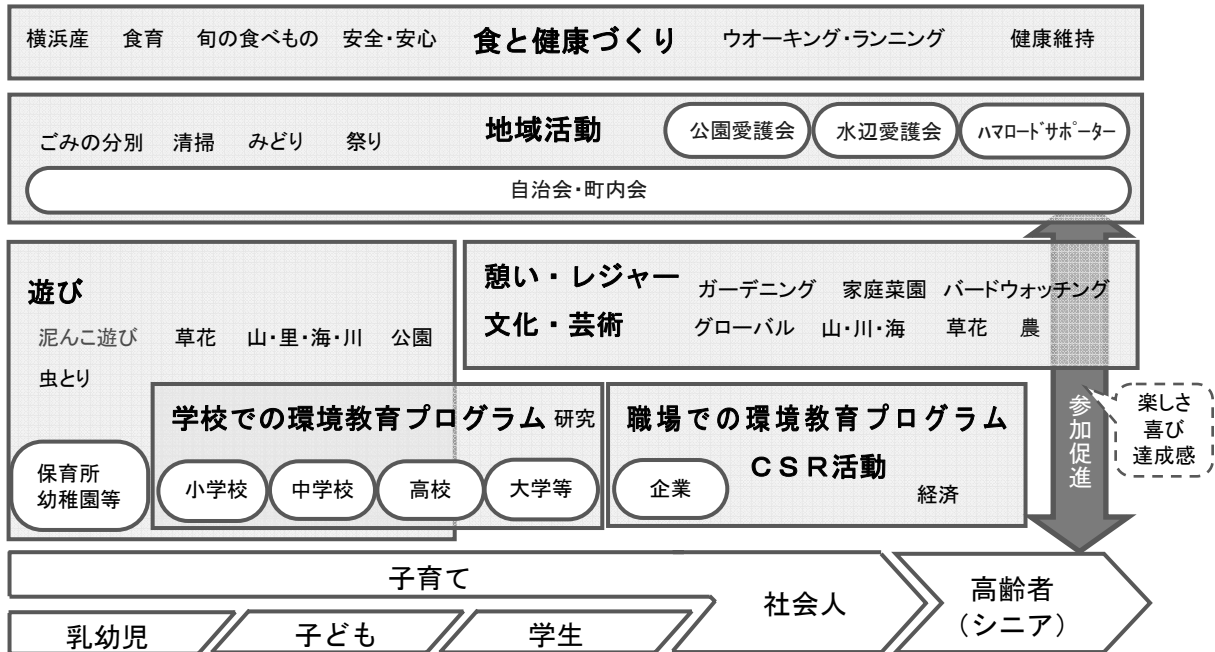 横浜産 食育 旬の食べもの 安全・安心 食と健康づくり ウオーキング・ランニング 健康維持
ごみの分別 清掃 みどり 祭り 地域活動 公園愛護会 水辺愛護会 ﾊﾏﾛｰﾄﾞｻﾎﾟｰﾀｰ
自治会・町内会
遊び
泥んこ遊び 草花 山・里・海・川 公園
虫とり
憩い・レジャー ガーデニング 家庭菜園 バードウォッチング
文化・芸術 グローバル 山・川・海 草花 農
学校での環境教育プログラム 研究
保育所
幼稚園等
小学校 中学校 高校 大学等
職場での環境教育プログラム
ＣＳＲ活動
企業 経済
参加促進
楽しさ
喜び
達成感
子育て
乳幼児 子ども 学生
社会人
高齢者
（シニア）